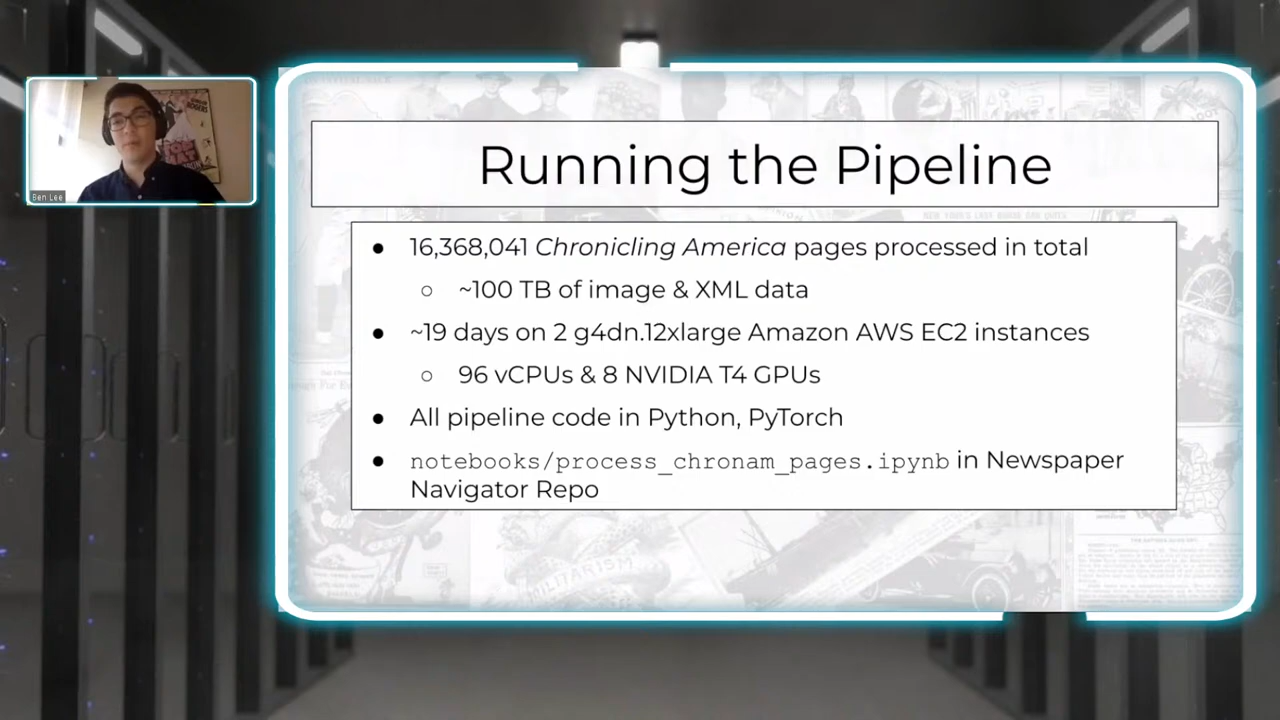 Ben Lee
Running the Pipeline
● 16,368,041 Chronicling America pages processed in total
○ ~100 TB of image & XML data
● ~19 days on 2 g4dn.12xlarge Amazon AWS EC2 instances
○ 96 vCPUs & 8 NVIDIA T4 GPUs
● All pipeline code in Python, PyTorch
● notebooks/process_chronam_pages.ipynb in Newspaper
Navigator Repo
MILITARISM